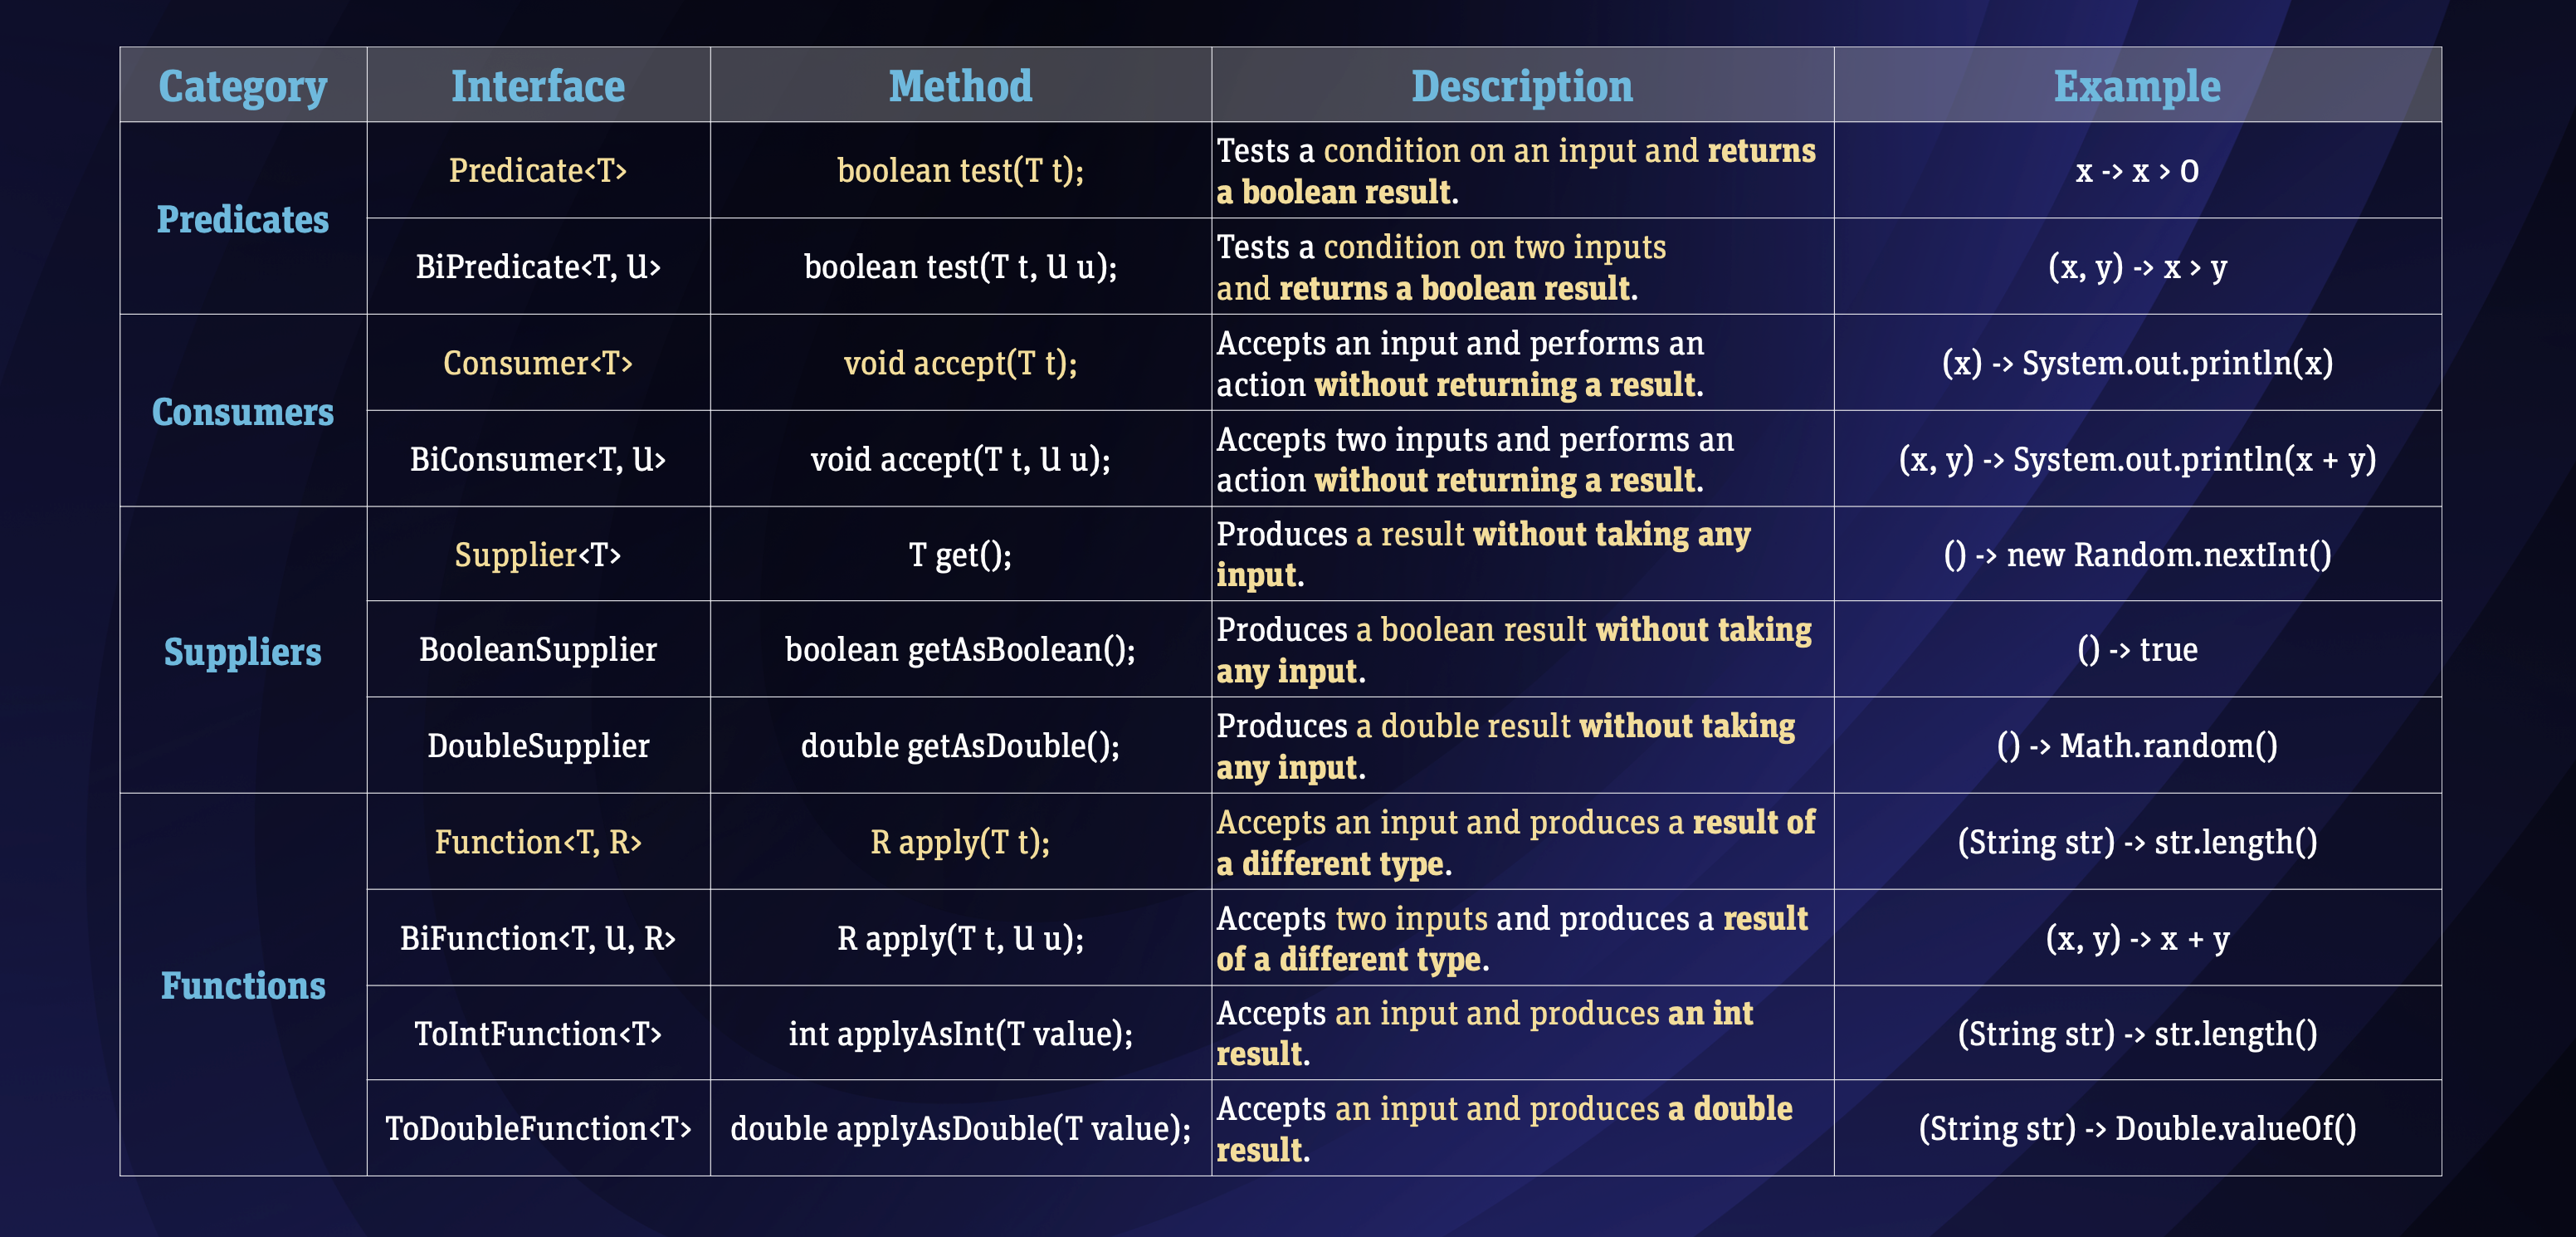 Category Interface Method Description Example
Predicates
Predicate<T> boolean test(T t); Tests a condition on an input and returns
a boolean result. x -> x > 0
BiPredicate<T, U> boolean test(T t, U u); Tests a condition on two inputs
and returns a boolean result. (x, y) -> x > y
Consumers
Consumer<T> void accept(T t); Accepts an input and performs an
action without returning a result. (x) -> System.out.println(x)
BiConsumer<T, U> void accept(T t, U u); Accepts two inputs and performs an
action without returning a result. (x, y) -> System.out.println(x + y)
Suppliers
Supplier<T> T get(); Produces a result without taking any
input. () -> new Random.nextInt()
BooleanSupplier boolean getAsBoolean(); Produces a boolean result without taking
any input. () -> true
DoubleSupplier double getAsDouble(); Produces a double result without taking
any input. () -> Math.random()
Functions
Function<T, R> R apply(T t); Accepts an input and produces a result of
a different type. (String str) -> str.length()
BiFunction<T, U, R> R apply(T t, U u); Accepts two inputs and produces a result
of a different type. (x, y) -> x + y
ToIntFunction<T> int applyAsInt(T value); Accepts an input and produces an int
result. (String str) -> str.length()
ToDoubleFunction<T> double applyAsDouble(T value); Accepts an input and produces a double
result. (String str) -> Double.valueOf()